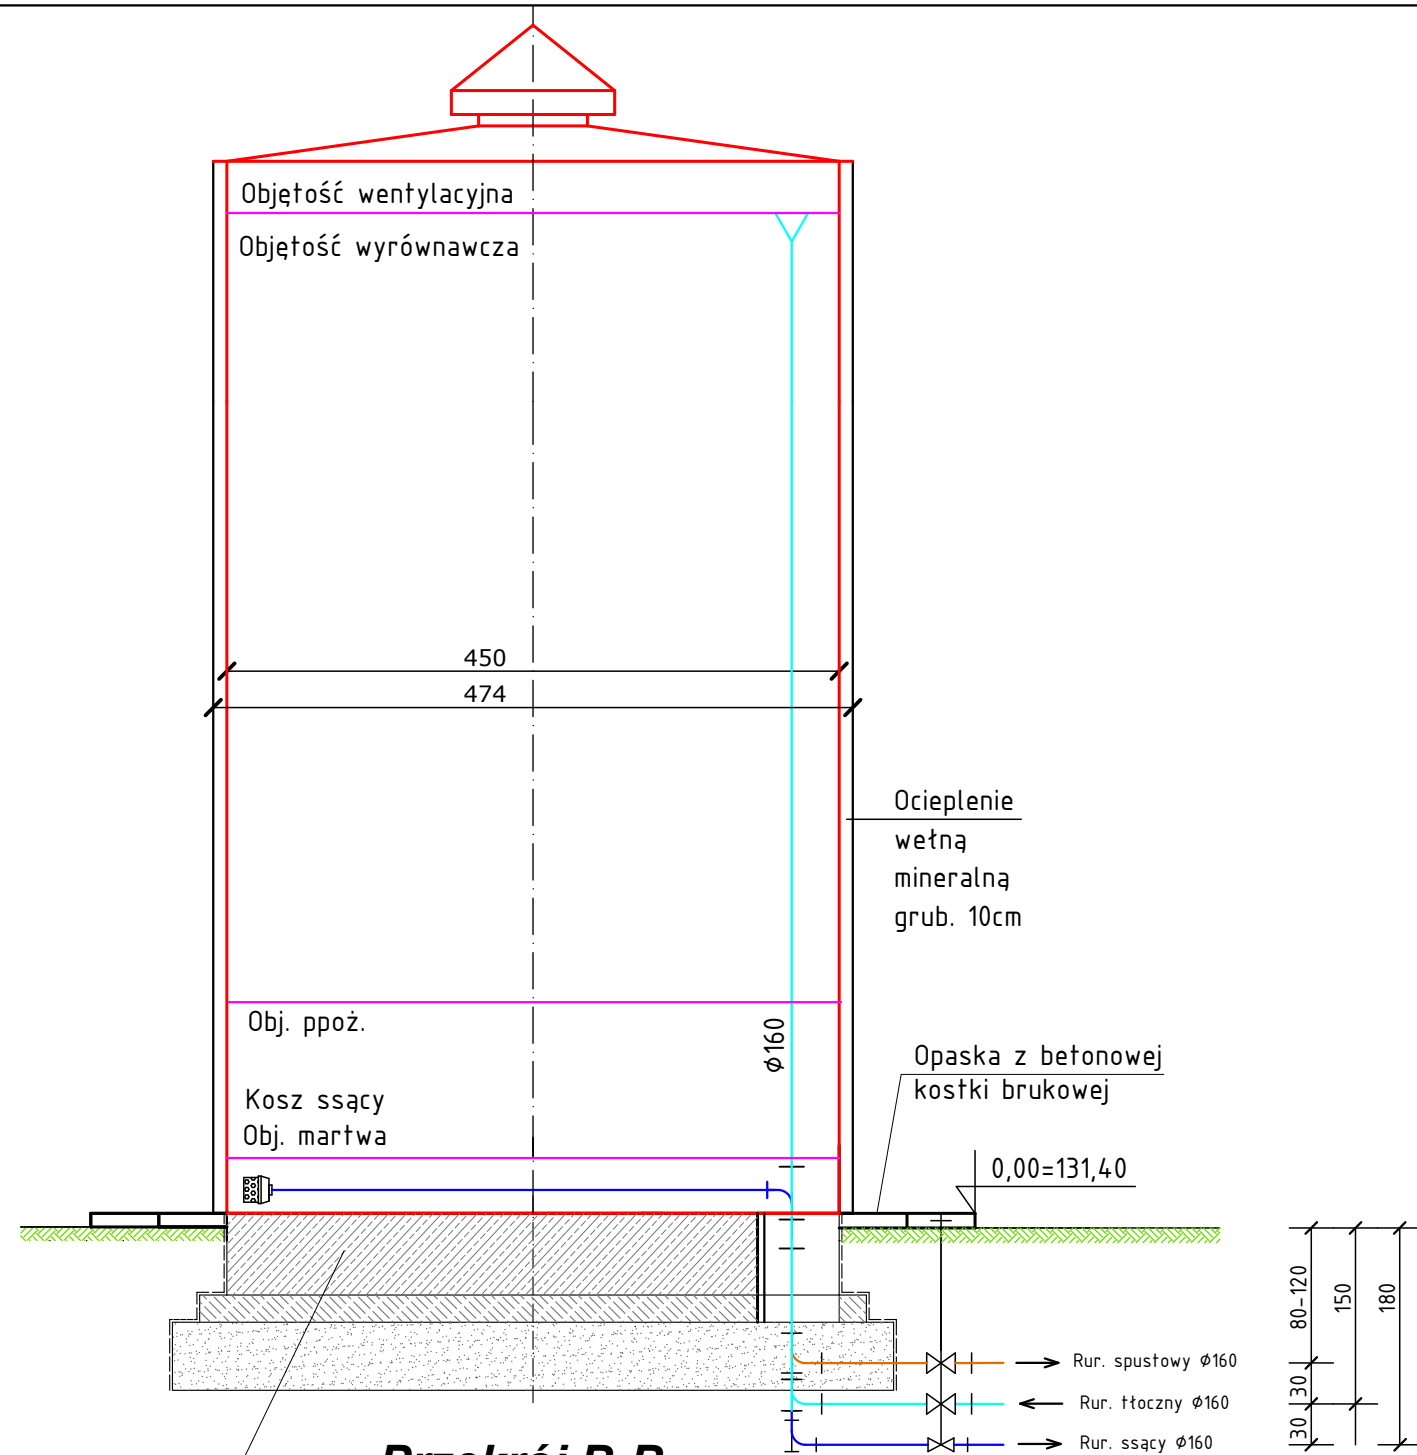 Objętość wentylacyjna
Objętość wyrównawcza
450
474
Ocieplenie
wełną
mineralną
grub. 10cm
Obj. ppoż.
ϕ160
Opaska z betonowej
kostki brukowej
Kosz ssący
Obj. martwa
0,00=131,40
80-120
150
180
30
30
Rur. spustowy ϕ160
Rur. tłoczny ϕ160
Rur. ssący ϕ160
Przekrój B-B